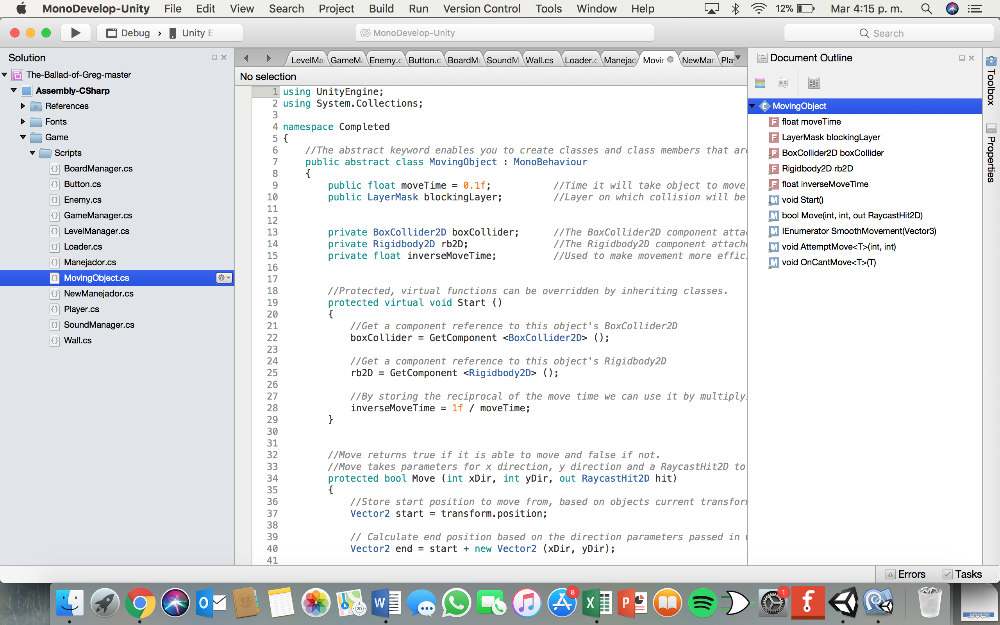 MonoDevelop-Unity File Edit View Search Project Build Run Version Control Tools Window Help 12% Mar 4:15 p. m.
Debug › Unity E
MonoDevelop-Unity
Search
Solution
The-Ballad-of-Greg-master
Assembly-CSharp
References
Fonts
Game
Scripts
BoardManager.cs
Button.cs
Enemy.cs
GameManager.cs
LevelManager.cs
Loader.cs
Manejador.cs
MovingObject.cs
NewManejador.cs
Player.cs
SoundManager.cs
Wall.cs
LevelMa GameMa Enemy.c Button.c BoardMa SoundM Wall.cs Loader.c Manejad Movin NewMan Play
No selection
1 using UnityEngine;
2 using System.Collections;
3
4 namespace Completed
5 {
6 //The abstract keyword enables you to create classes and class members that are
7 public abstract class MovingObject : MonoBehaviour
8 {
9 public float moveTime = 0.1f; //Time it will take object to move,
10 public LayerMask blockingLayer; //Layer on which collision will be
11
12
13 private BoxCollider2D boxCollider; //The BoxCollider2D component attac
14 private Rigidbody2D rb2D; //The Rigidbody2D component attache
15 private float inverseMoveTime; //Used to make movement more effici
16
17
18 //Protected, virtual functions can be overridden by inheriting classes.
19 protected virtual void Start ()
20 {
21 //Get a component reference to this object's BoxCollider2D
22 boxCollider = GetComponent <BoxCollider2D> ();
23
24 //Get a component reference to this object's Rigidbody2D
25 rb2D = GetComponent <Rigidbody2D> ();
26
27 //By storing the reciprocal of the move time we can use it by multiplyi
28 inverseMoveTime = 1f / moveTime;
29 }
30
31
32 //Move returns true if it is able to move and false if not.
33 //Move takes parameters for x direction, y direction and a RaycastHit2D to
34 protected bool Move (int xDir, int yDir, out RaycastHit2D hit)
35 {
36 //Store start position to move from, based on objects current transform
37 Vector2 start = transform.position;
38
39 // Calculate end position based on the direction parameters passed in w
40 Vector2 end = start + new Vector2 (xDir, yDir);
41
Document Outline
a-z
MovingObject
float moveTime
LayerMask blockingLayer
BoxCollider2D boxCollider
Rigidbody2D rb2D
float inverseMoveTime
void Start()
bool Move(int, int, out RaycastHit2D)
IEnumerator SmoothMovement(Vector3)
void AttemptMove<T>(int, int)
void OnCantMove<T>(T)
Toolbox
Properties
Errors Tasks
8
1
3D
DOCX